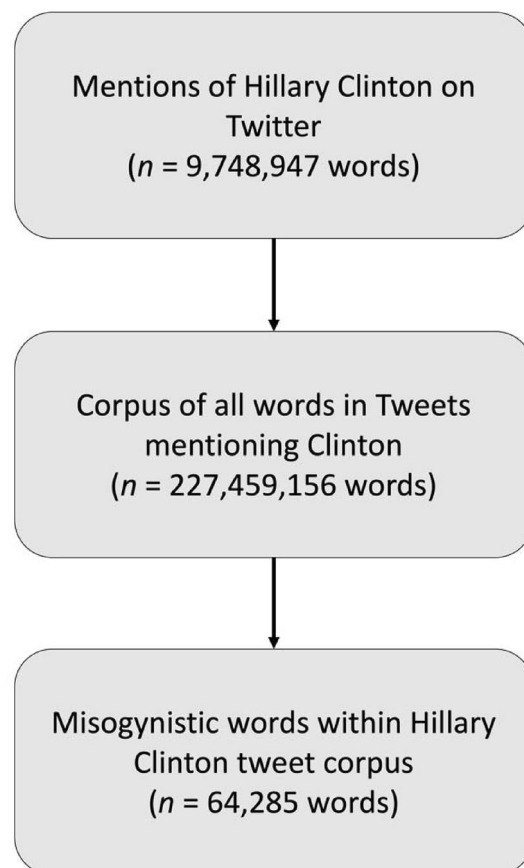 Mentions of Hillary Clinton on
Twitter
(n = 9,748,947 words)
Corpus of all words in Tweets
mentioning Clinton
(n = 227,459,156 words)
Misogynistic words within Hillary
Clinton tweet corpus
(n = 64,285 words)